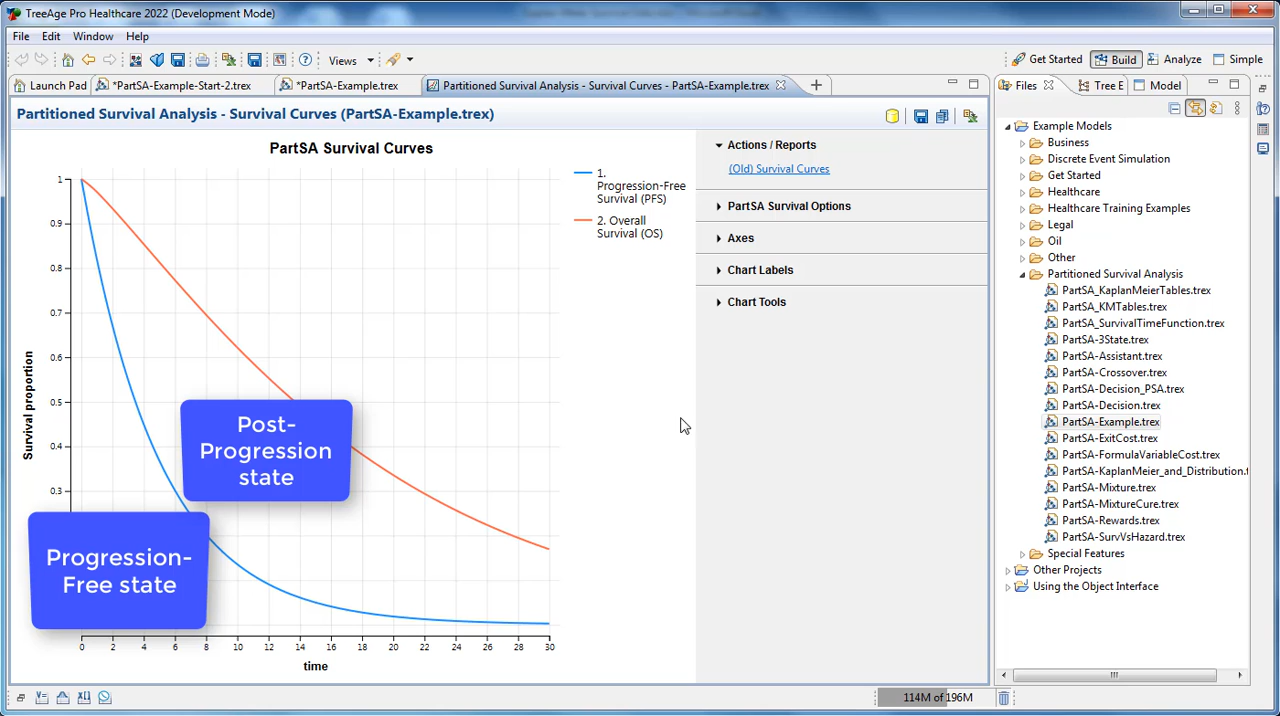 TreeAge Pro Healthcare 2022 (Development Mode)
File Edit Window Help
Views
Get Started Build Analyze Simple
Launch Pad *PartSA-Example-Start-2.trex *PartSA-Example.trex Partitioned Survival Analysis - Survival Curves - PartSA-Example.trex
Files Tree E Model
Partitioned Survival Analysis - Survival Curves (PartSA-Example.trex)
PartSA Survival Curves
1
0.9
0.8
0.7
0.6
0.5
0.4
0.3
Survival proportion
0 2 4 6 8 10 12 14 16 18 20 22 24 26 28 30
time
1.
Progression-Free
Survival (PFS)
2. Overall
Survival (OS)
Post-
Progression
state
Progression-
Free state
Actions / Reports
(Old) Survival Curves
PartSA Survival Options
Axes
Chart Labels
Chart Tools
Example Models
Business
Discrete Event Simulation
Get Started
Healthcare
Healthcare Training Examples
Legal
Oil
Other
Partitioned Survival Analysis
PartSA_KaplanMeierTables.trex
PartSA_KMTables.trex
PartSA_SurvivalTimeFunction.trex
PartSA-3State.trex
PartSA-Assistant.trex
PartSA-Crossover.trex
PartSA-Decision_PSA.trex
PartSA-Decision.trex
PartSA-Example.trex
PartSA-ExitCost.trex
PartSA-FormulaVariableCost.trex
PartSA-KaplanMeier_and_Distribution.t
PartSA-Mixture.trex
PartSA-MixtureCure.trex
PartSA-Rewards.trex
PartSA-SurvVsHazard.trex
Special Features
Other Projects
Using the Object Interface
114M of 196M